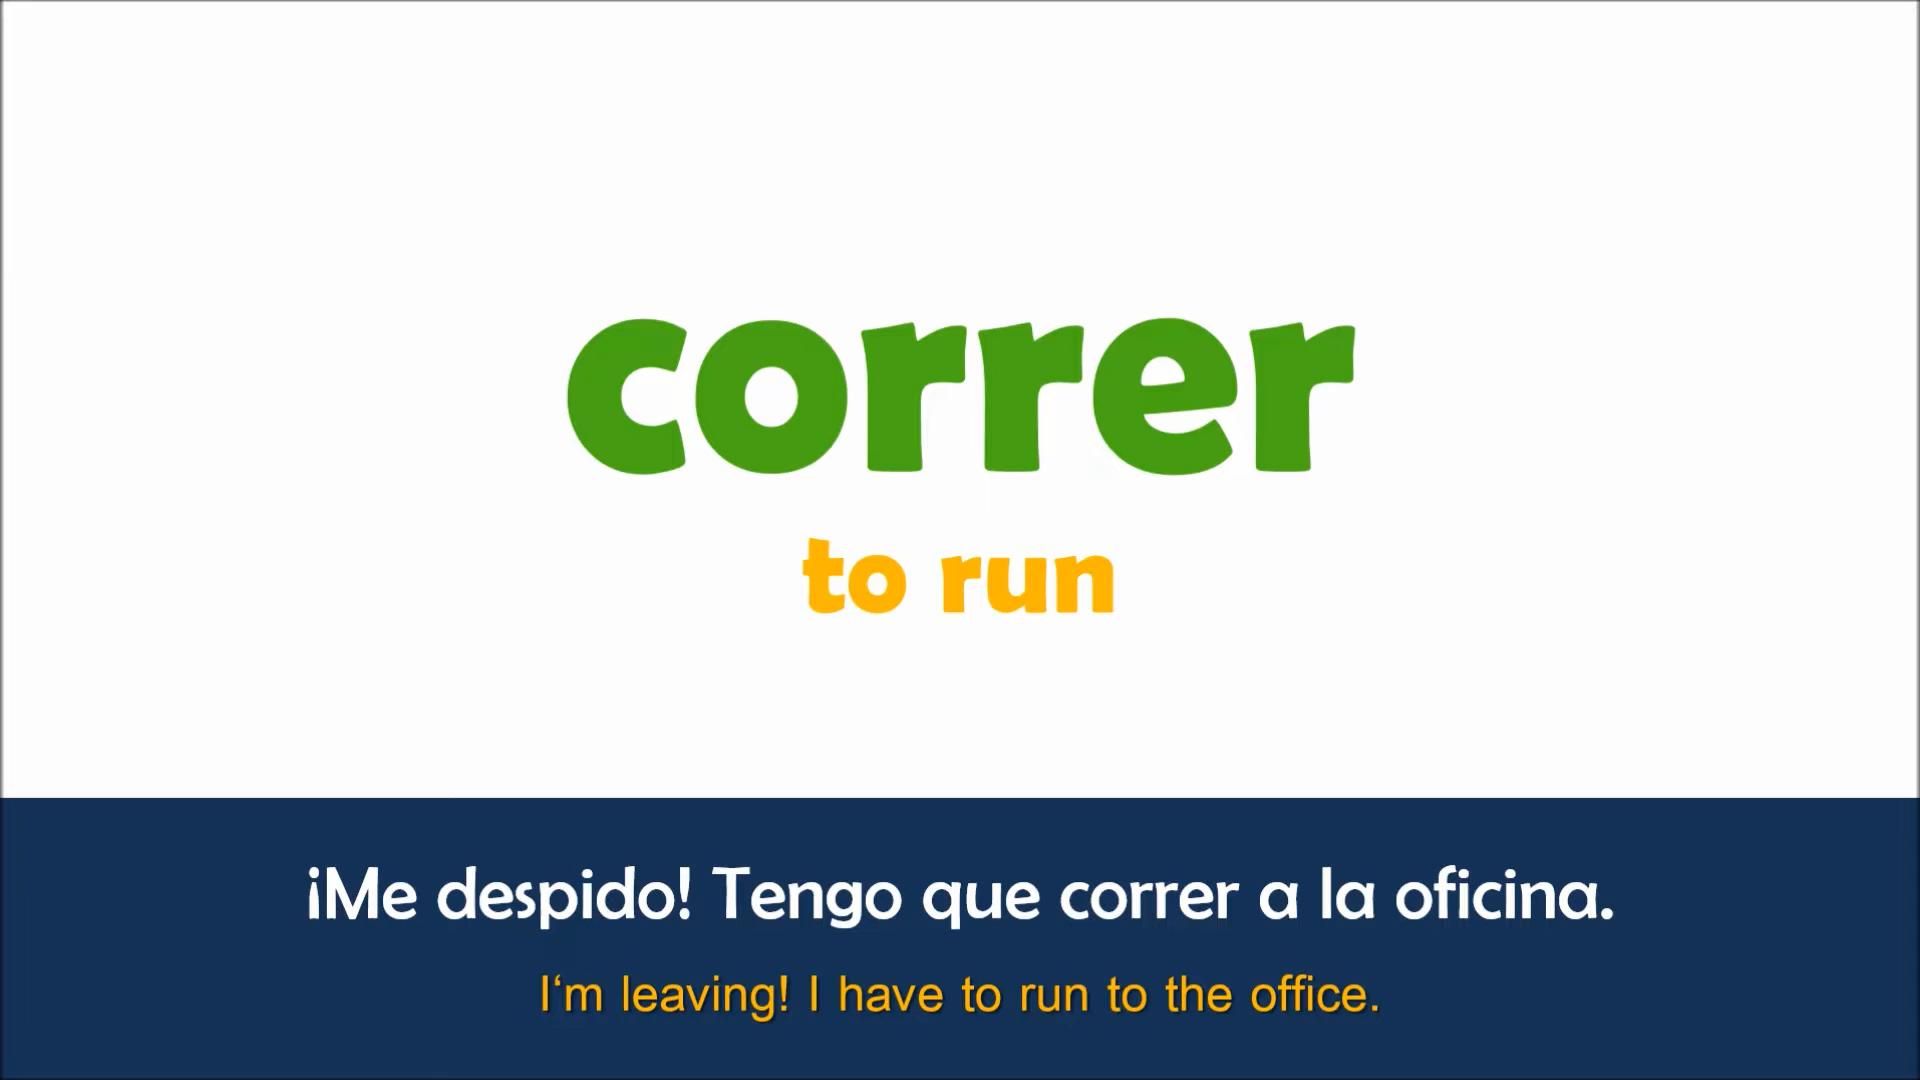 correr
to run
¡Me despido! Tengo que correr a la oficina.
I‘m leaving! I have to run to the office.